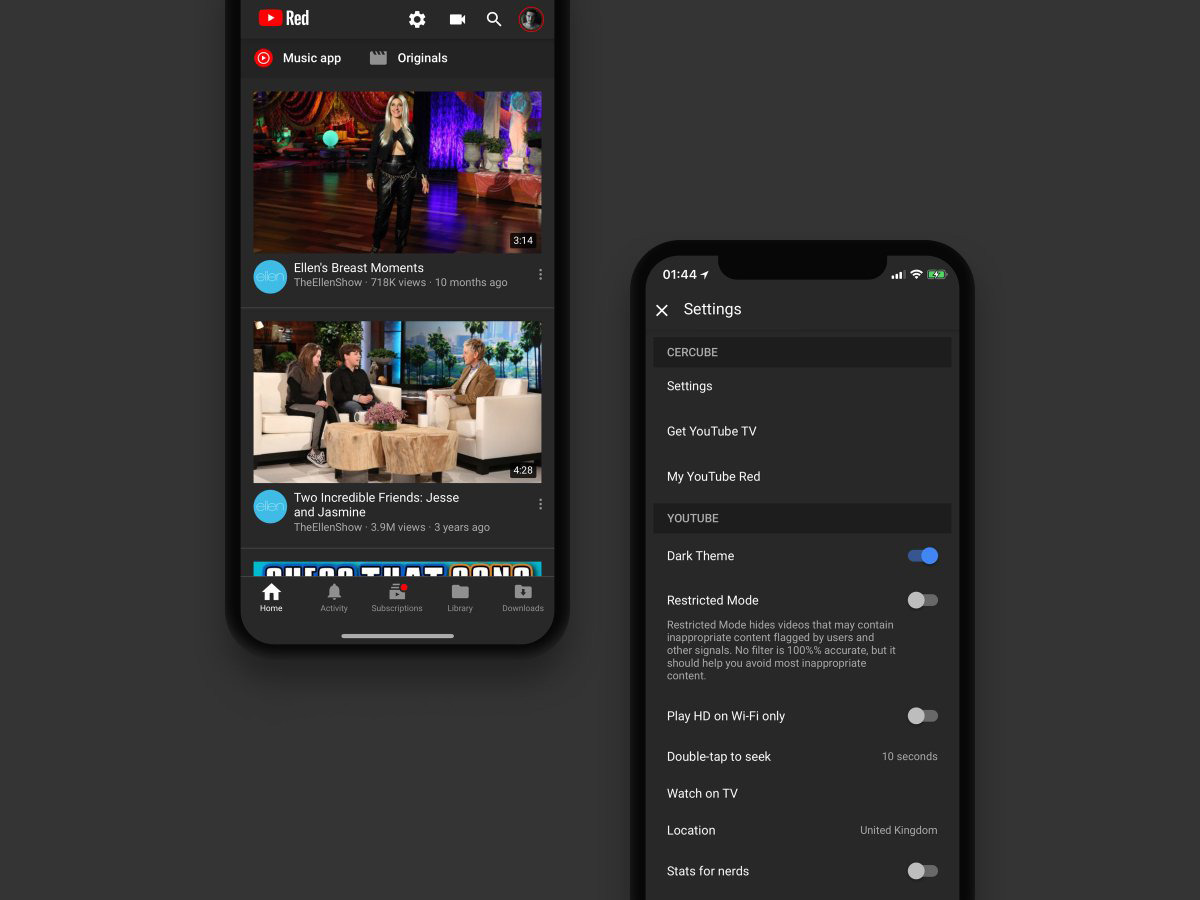 Red
Music app
Originals
3:14
Ellen's Breast Moments
TheEllenShow · 718K views · 10 months ago
4:28
Two Incredible Friends: Jesse
and Jasmine
TheEllenShow · 3.9M views · 3 years ago
Home
Activity
Subscriptions
Library
Downloads
01:44
Settings
CERCUBE
Settings
Get YouTube TV
My YouTube Red
YOUTUBE
Dark Theme
Restricted Mode
Restricted Mode hides videos that may contain
inappropriate content flagged by users and
other signals. No filter is 100%% accurate, but it
should help you avoid most inappropriate
content.
Play HD on Wi-Fi only
Double-tap to seek
10 seconds
Watch on TV
Location
United Kingdom
Stats for nerds